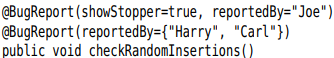 @BugReport(showStopper=true, reportedBy="Joe")
@BugReport(reportedBy={"Harry", "Carl"})
public void checkRandomInsertions()